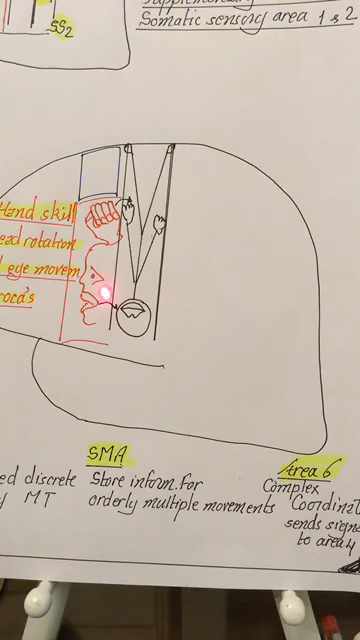 SS2
Somatic sensory area 1 & 2
Hand skill
ead rotation
eye movem
roca's
SMA
Area 6
ed discrete
MT
Store inform. for
orderly multiple movements
Complex
Coordinat
sends sign
to area 4